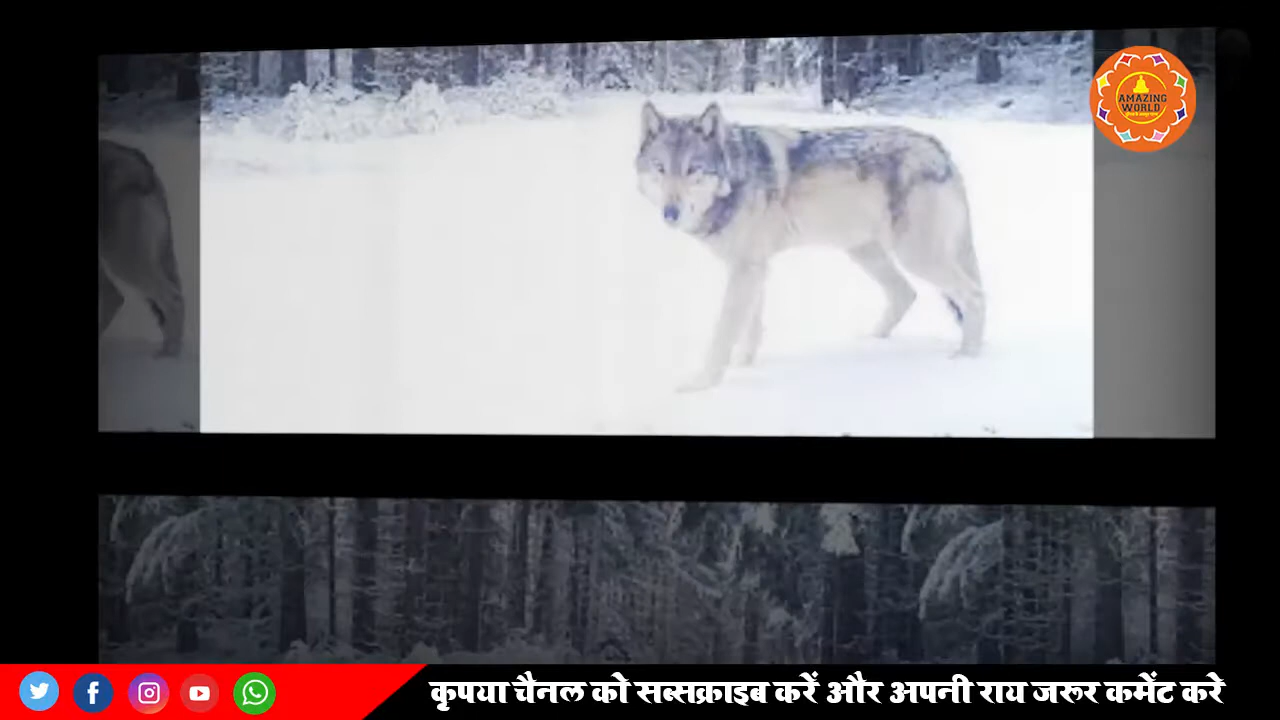 AMAZING
WORLD
कृपया चैनल को सब्सक्राइब करें और अपनी राय जरूर कमेंट करे